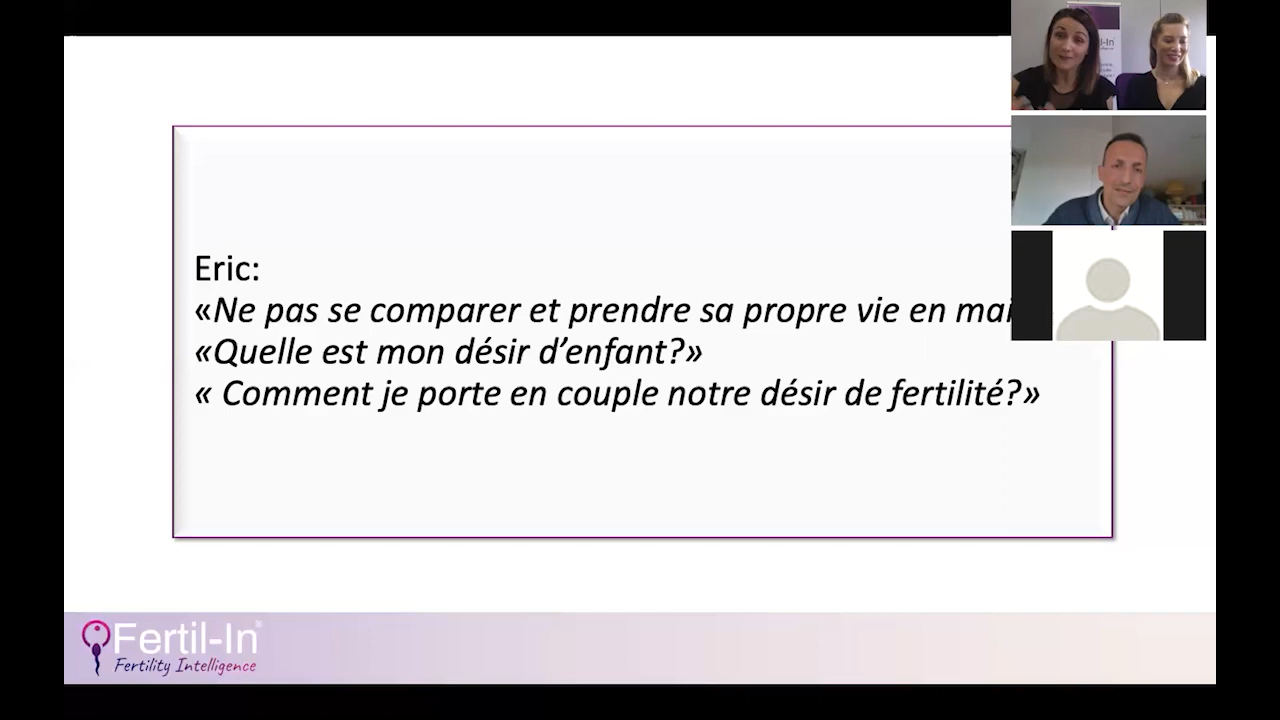 Eric:
«Ne pas se comparer et prendre sa propre vie en
«Quelle est mon désir d’enfant?»
« Comment je porte en couple notre désir de fertilité?»
Fertil-In®
Fertility Intelligence